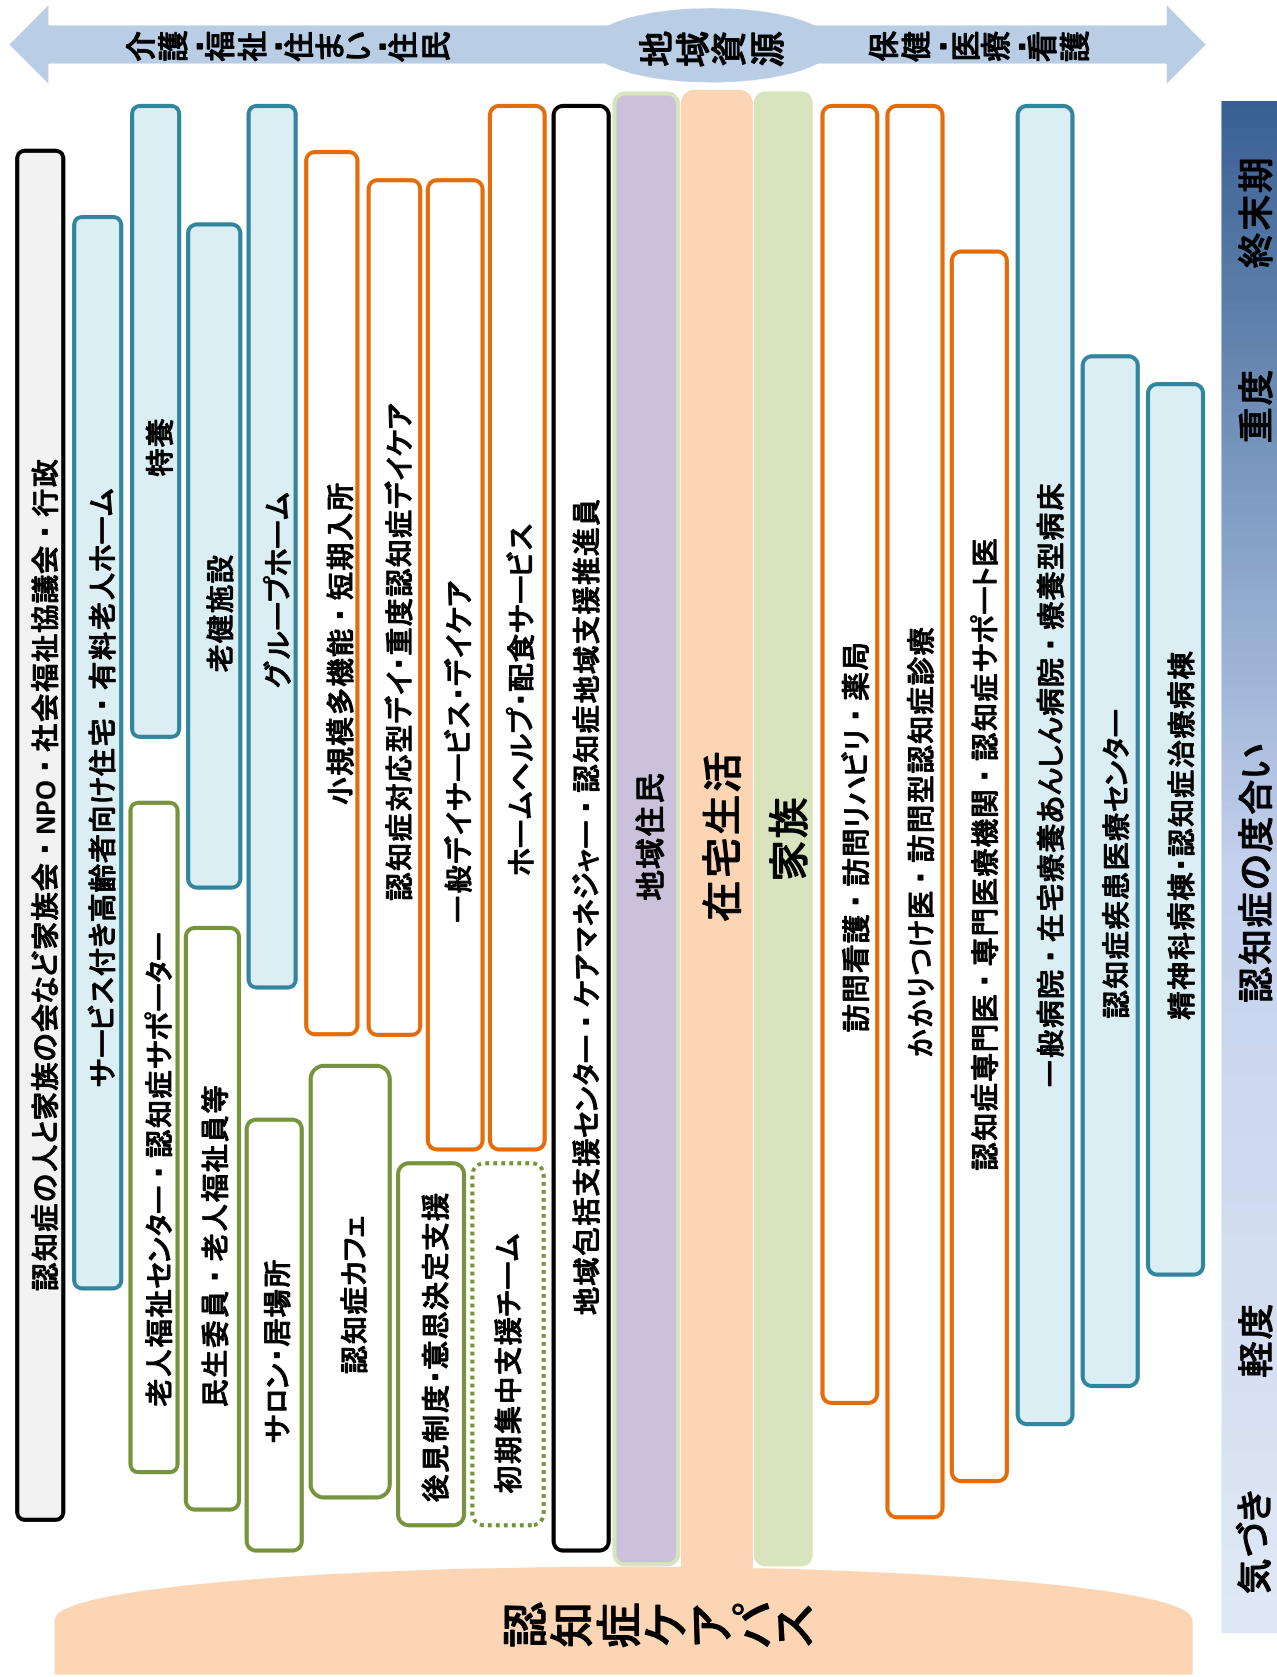 認知症ケアパス
地域資源
介護・福祉・住まい・住民
保健・医療・看護
認知症の人と家族の会など家族会・NPO・社会福祉協議会・行政
サービス付き高齢者向け住宅・有料老人ホーム
老人福祉センター・認知症サポーター
特養
民生委員・老人福祉員等
老健施設
サロン・居場所
グループホーム
認知症カフェ
小規模多機能・短期入所
認知症対応型デイ・重度認知症デイケア
後見制度・意思決定支援
一般デイサービス・デイケア
初期集中支援チーム
ホームヘルプ・配食サービス
地域包括支援センター・ケアマネジャー・認知症地域支援推進員
地域住民
在宅生活
家族
訪問看護・訪問リハビリ・薬局
かかりつけ医・訪問型認知症診療
認知症専門医・専門医療機関・認知症サポート医
一般病院・在宅療養あんしん病院・療養型病床
認知症疾患医療センター
精神科病棟・認知症治療病棟
気づき
軽度
認知症の度合い
重度
終末期